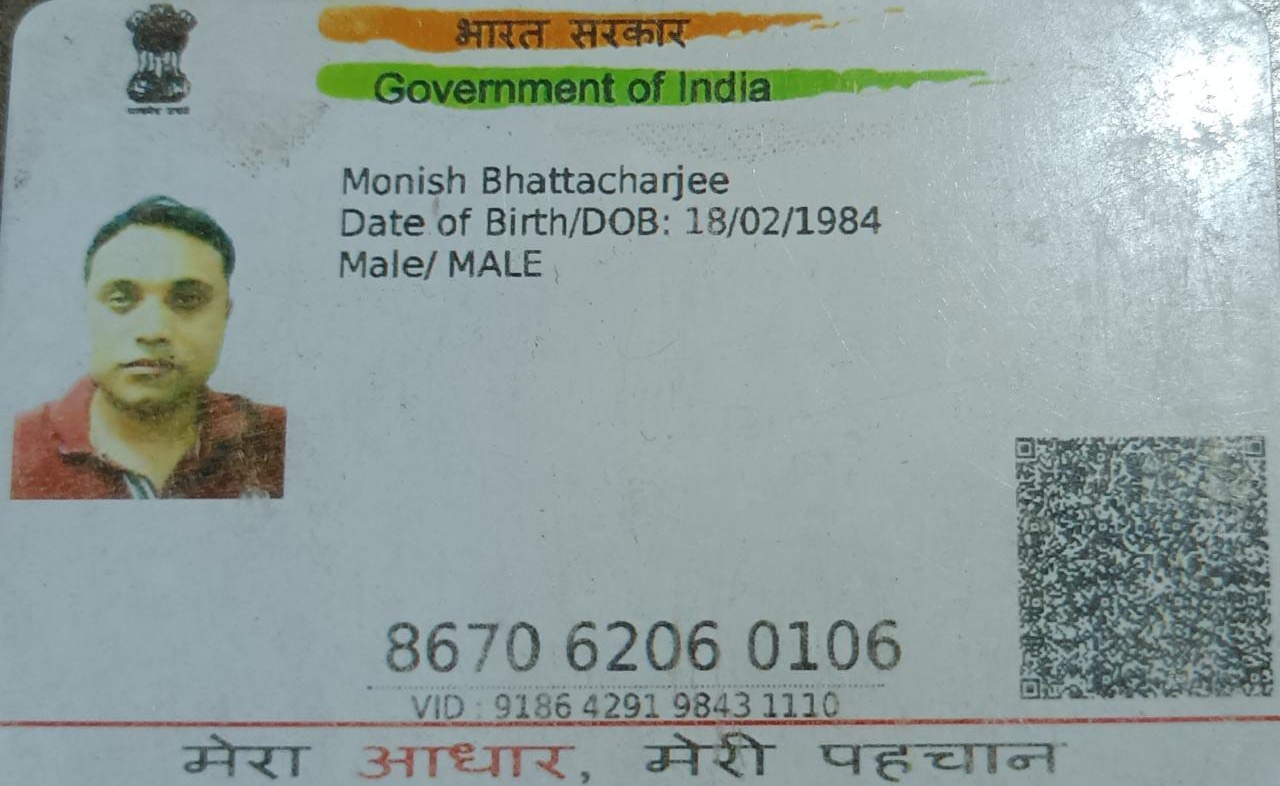 भारत सरकार
Government of India
Monish Bhattacharjee
Date of Birth/DOB: 18/02/1984
Male/ MALE
8670 6206 0106
VID : 9186 4291 9843 1110
मेरा आधार, मेरी पहचान